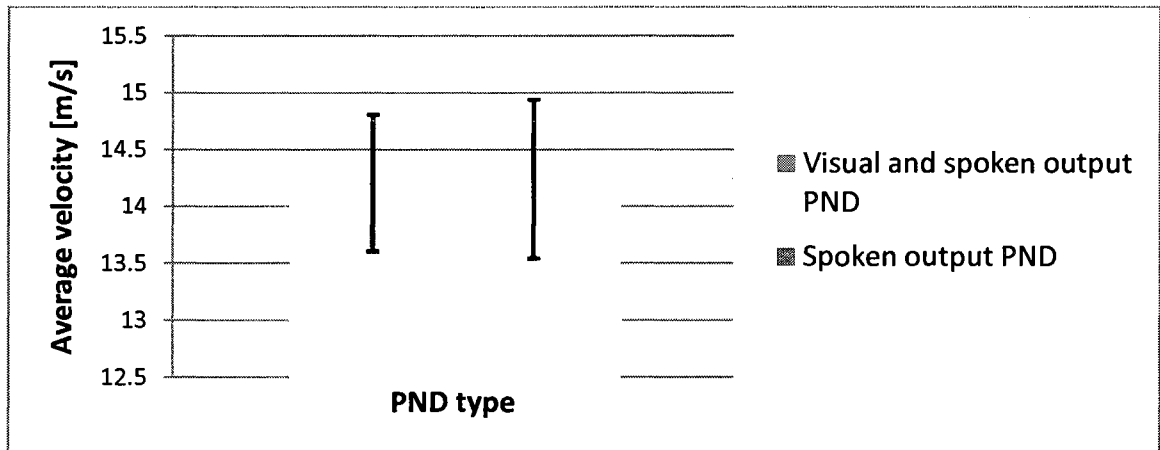 Average velocity [m/s]
15.5
15
14.5
14
13.5
13
12.5
PND type
Visual and spoken output
PND
Spoken output PND